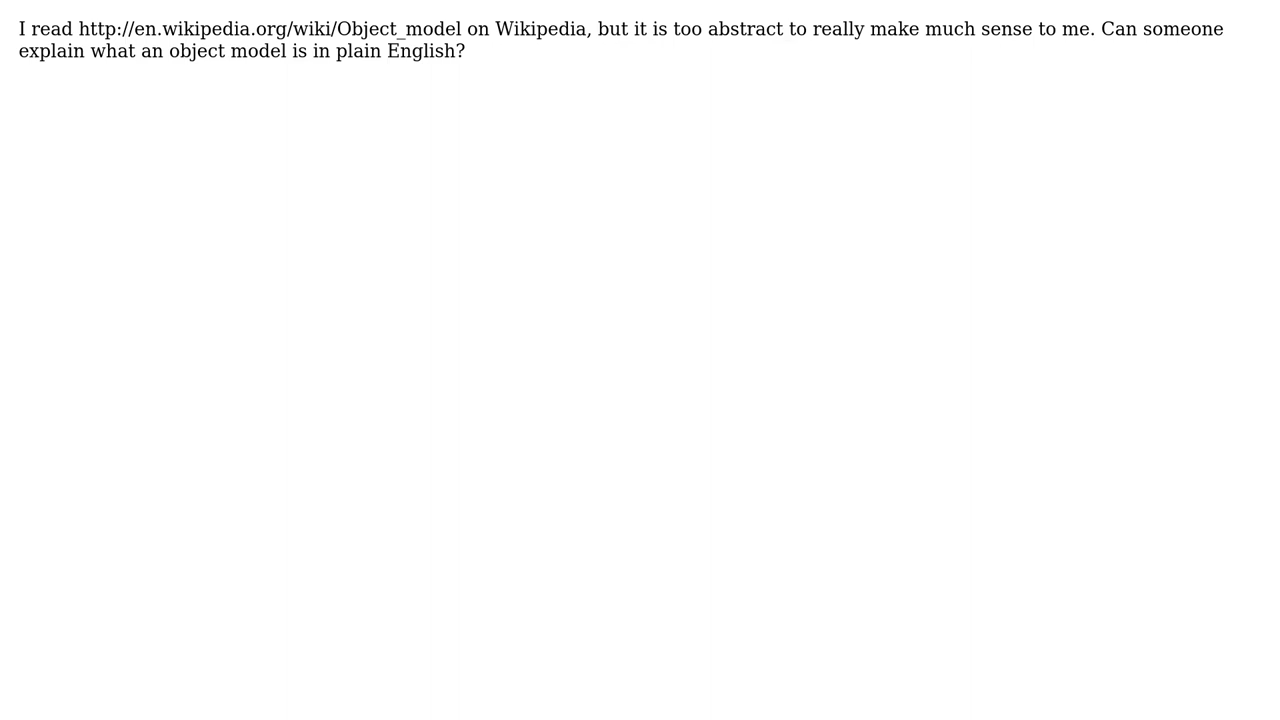 I read http://en.wikipedia.org/wiki/Object_model on Wikipedia, but it is too abstract to really make much sense to me. Can someone
explain what an object model is in plain English?